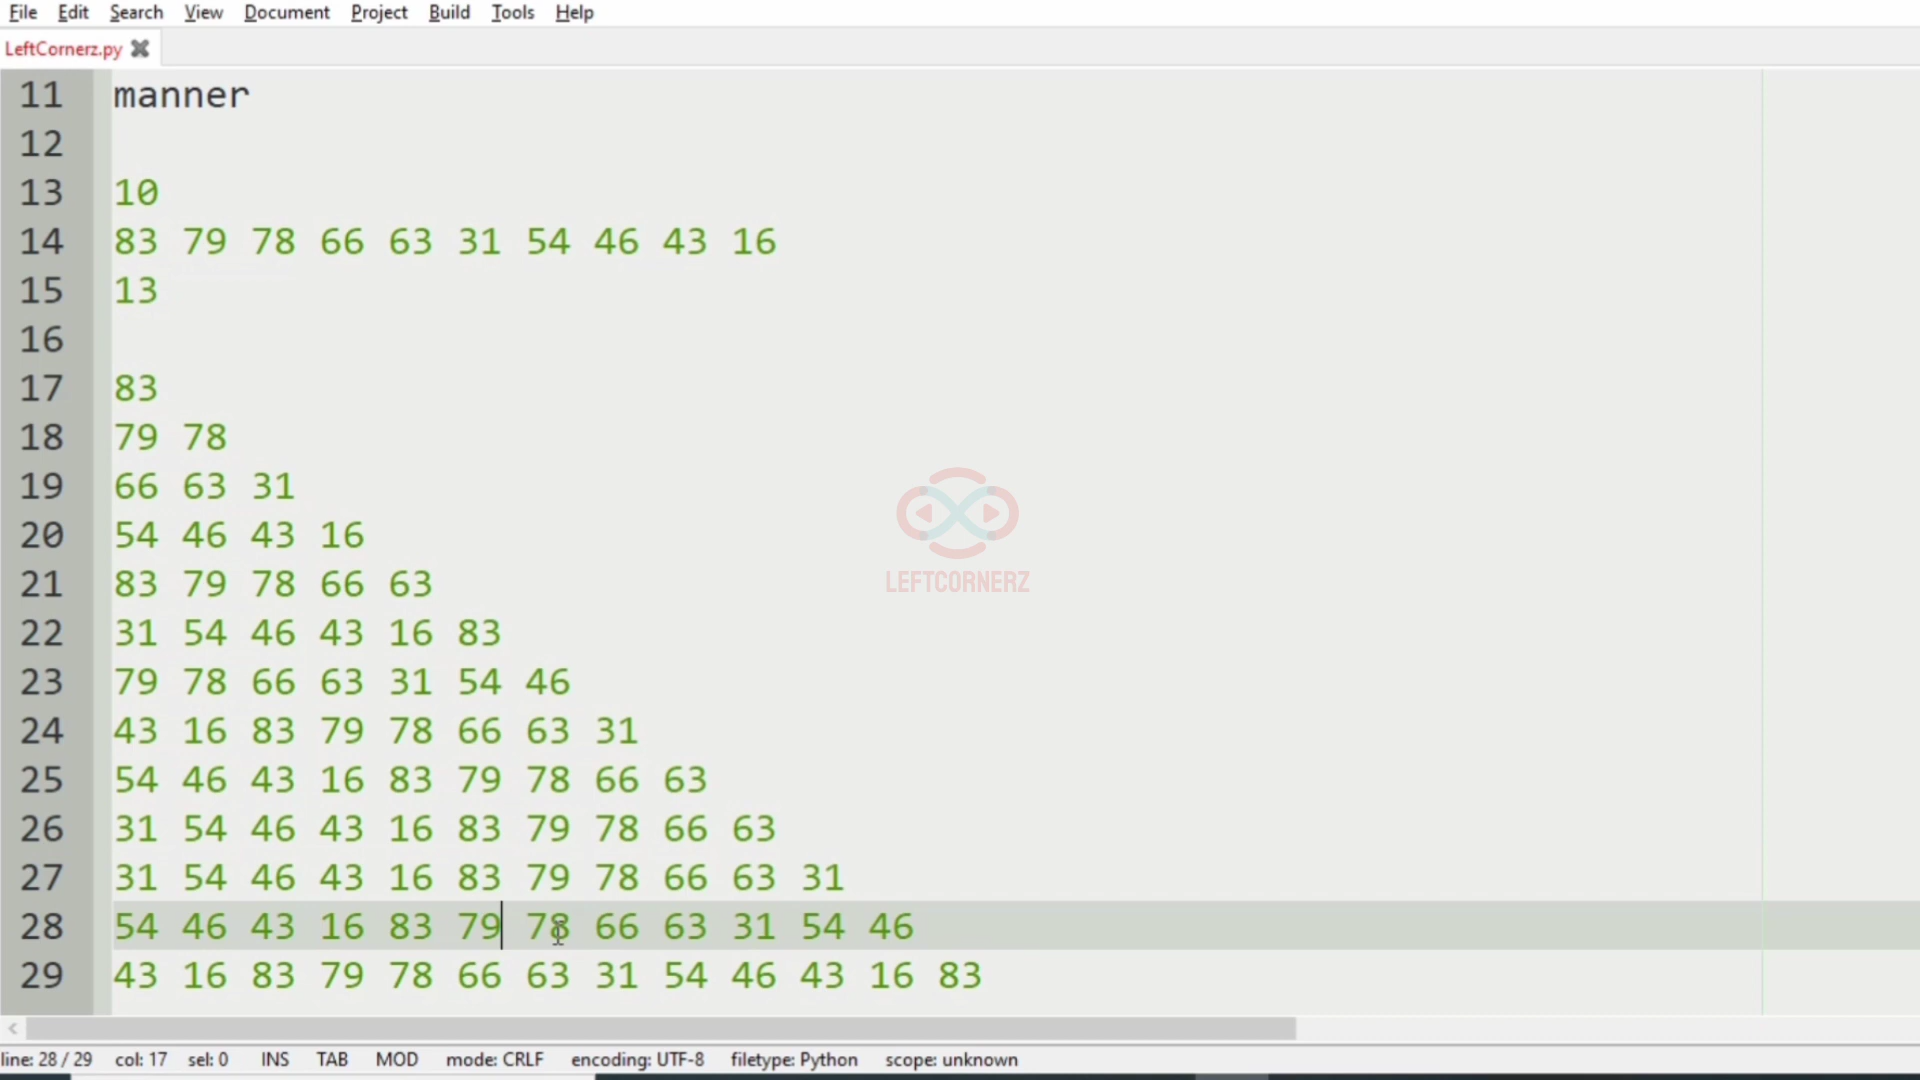 File Edit Search View Document Project Build Tools Help
LeftCornerz.py
11 manner
12
13 10
14 83 79 78 66 63 31 54 46 43 16
15 13
16
17 83
18 79 78
19 66 63 31
20 54 46 43 16
21 83 79 78 66 63
22 31 54 46 43 16 83
23 79 78 66 63 31 54 46
24 43 16 83 79 78 66 63 31
25 54 46 43 16 83 79 78 66 63
26 31 54 46 43 16 83 79 78 66 63
27 31 54 46 43 16 83 79 78 66 63 31
28 54 46 43 16 83 79 78 66 63 31 54 46
29 43 16 83 79 78 66 63 31 54 46 43 16 83
LEFTCORNERZ
line: 28 / 29 col: 17 sel: 0 INS TAB MOD mode: CRLF encoding: UTF-8 filetype: Python scope: unknown